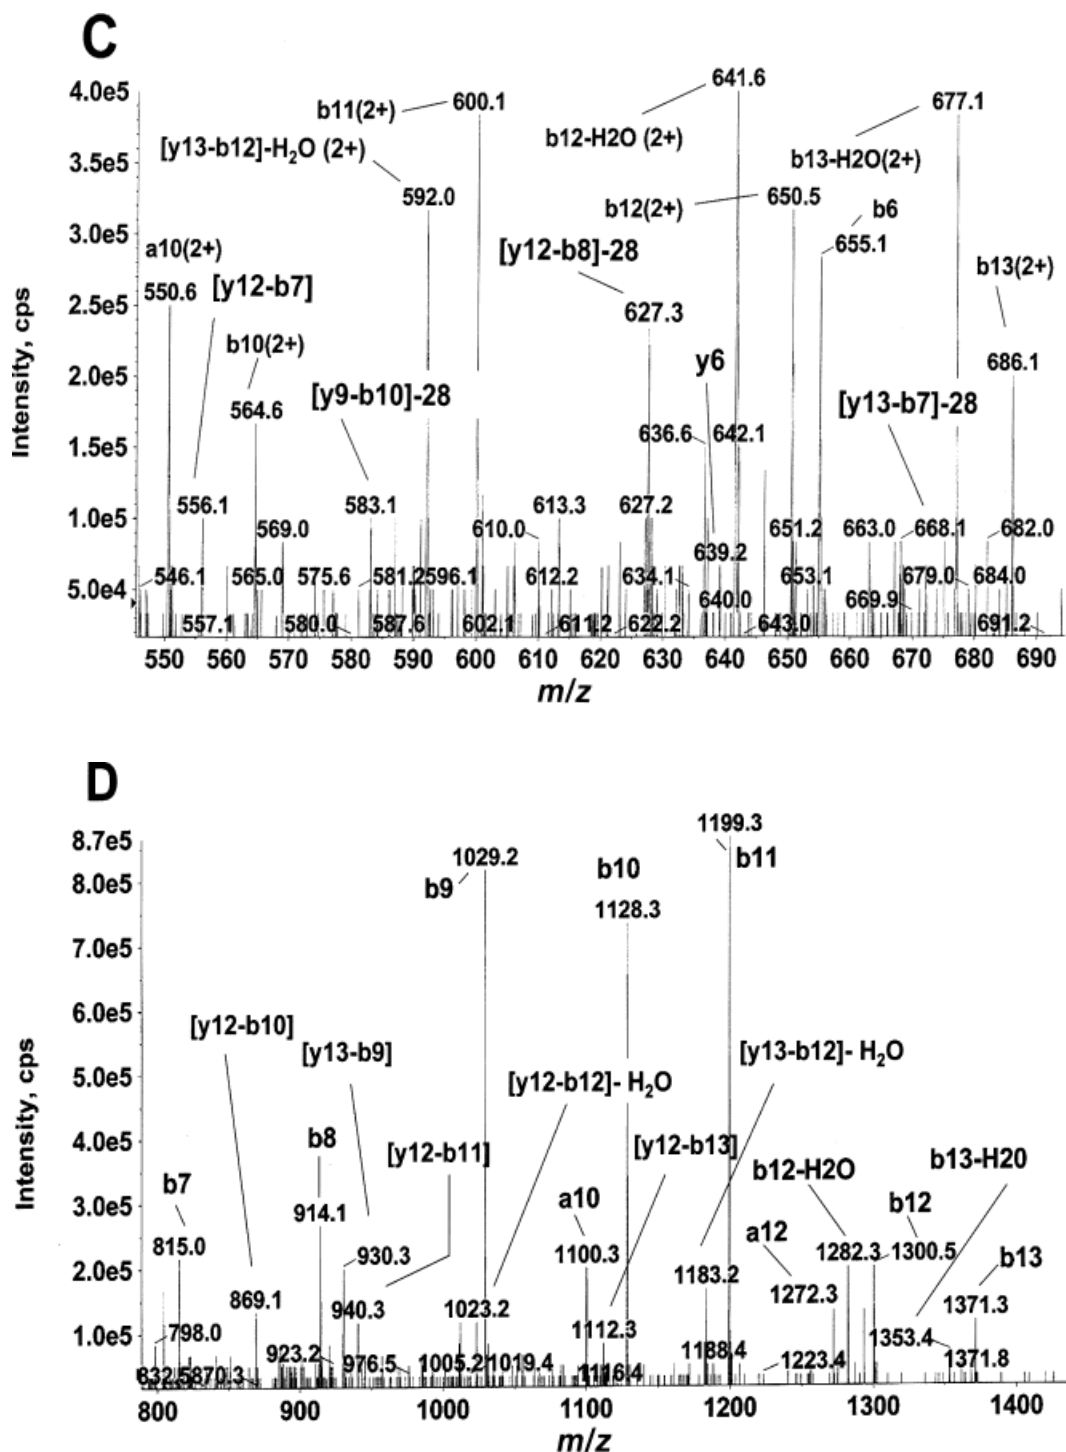 C
4.0e5
641.6
b11(2+)
600.1
677.1
b12-H2O (2+)
[y13-b12]-H2O (2+)
3.5e5
b13-H2O(2+)
592.0
b12(2+)
650.5
b6
3.0e5
655.1
a10(2+)
[y12-b8]-28
b13(2+)
550.6
[y12-b7]
2.5e5
627.3
b10(2+)
y6
686.1
2.0e5
564.6
[y9-b10]-28
[y13-b7]-28
1.5e5
636.6
642.1
556.1
583.1
613.3
627.2
1.0e5
569.0
610.0
639.2
651.2
663.0
668.1
682.0
5.0e4
546.1
565.0
575.6
581.2
596.1
612.2
634.1
653.1
679.0
684.0
640.0
669.9
557.1
580.0
587.6
602.1
611.2
622.2
643.0
691.2
550 560 570 580 590 600 610 620 630 640 650 660 670 680 690
m/z
Intensity, cps
D
8.7e5
1199.3
b11
1029.2
b9
b10
8.0e5
1128.3
7.0e5
6.0e5
[y12-b10]
[y13-b9]
[y13-b12]- H2O
5.0e5
[y12-b12]- H2O
4.0e5
b8
[y12-b11]
[y12-b13]
b12-H2O
b13-H20
b7
3.0e5
914.1
a10
b12
815.0
a12
930.3
1100.3
1282.3
1300.5
b13
2.0e5
1183.2
1272.3
1371.3
869.1
940.3
1023.2
1112.3
1353.4
1.0e5
798.0
923.2
976.5
1005.2
1019.4
1188.4
1223.4
1371.8
832.5
870.3
1116.4
800 900 1000 1100 1200 1300 1400
m/z
Intensity, cps